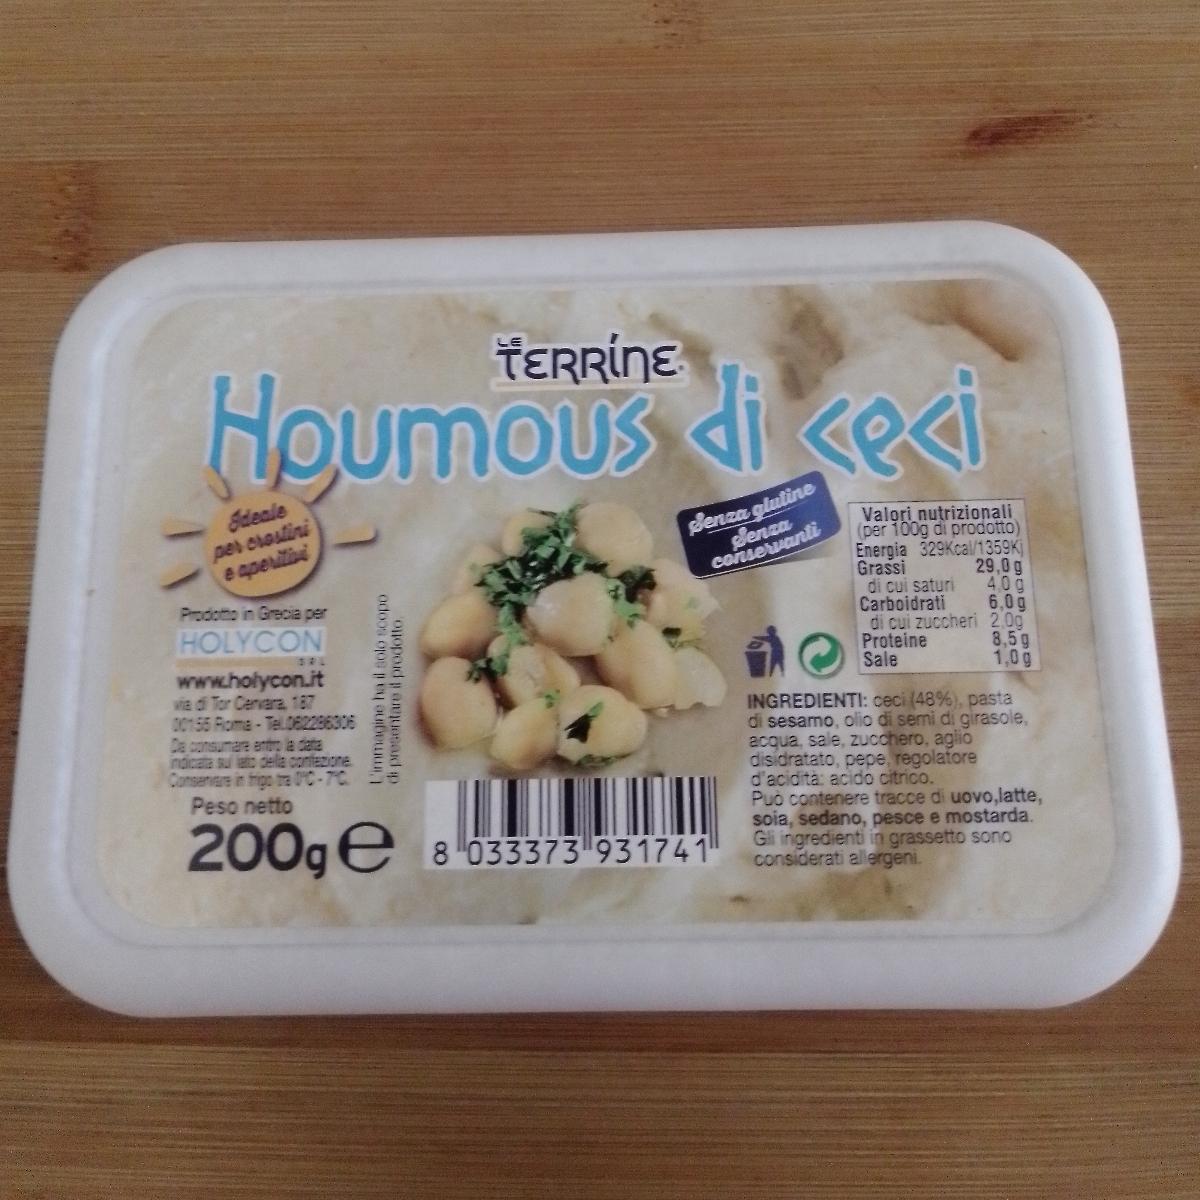 LE
TERRINE
Houmous di ceci
Ideale
per crostini
e aperitivi
Senza glutine
Senza
conservanti
Prodotto in Grecia per
HOLYCON
SRL
www.holycon.it
via di Tor Cervara, 187
00155 Roma - Tel.062286306
Da consumare entro la data
indicata sul lato della confezione.
Conservare in frigo tra 0°C - 7°C.
Peso netto
200g e
L'immagine ha il solo scopo
di presentare il prodotto.
8 033373 931741
Valori nutrizionali
(per 100g di prodotto)
Energia 329Kcal/1359Kj
Grassi 29,0 g
di cui saturi 4,0 g
Carboidrati 6,0 g
di cui zuccheri 2,0g
Proteine 8,5 g
Sale 1,0 g
INGREDIENTI: ceci (48%), pasta
di sesamo, olio di semi di girasole,
acqua, sale, zucchero, aglio
disidratato, pepe, regolatore
d'acidità: acido citrico.
Può contenere tracce di uovo,latte,
soia, sedano, pesce e mostarda.
Gli ingredienti in grassetto sono
considerati allergeni.